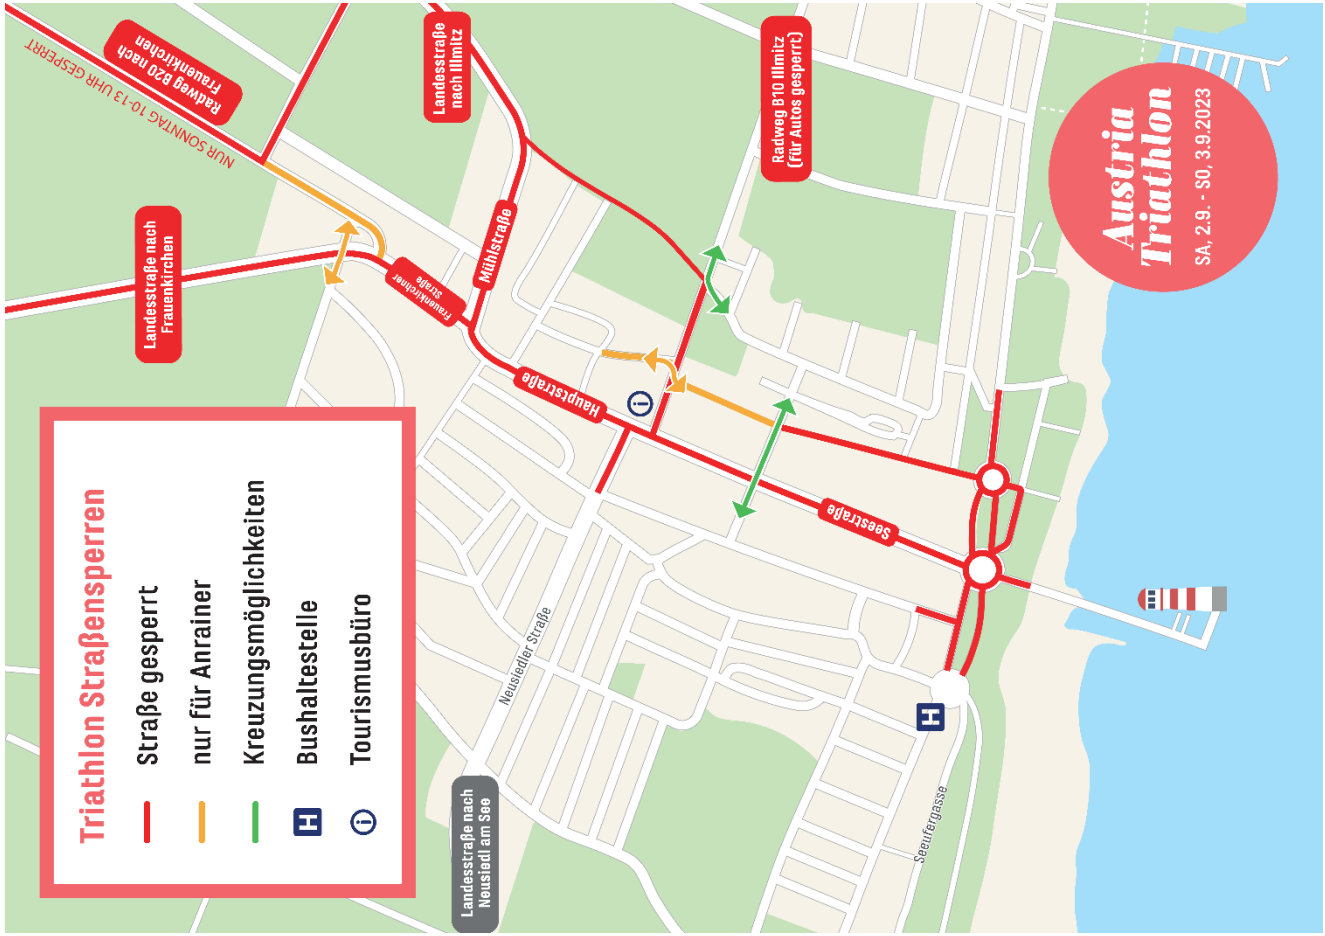 Triathlon Straßensperren
Straße gesperrt
nur für Anrainer
Kreuzungsmöglichkeiten
H
Bushaltestelle
i
Tourismusbüro
Landesstraße nach
Neusiedl am See
Landesstraße nach
Frauenkirchen
Radweg B20 nach
Frauenkirchen
NUR SONNTAG 10-13 UHR GESPERRT
Landesstraße
nach Illmitz
Radweg B10 Illmitz
(für Autos gesperrt)
Frauenkirchner
Straße
Mühlstraße
Hauptstraße
i
Seestraße
Neusiedler Straße
H
Seeufergasse
Austria
Triathlon
SA, 2.9. - SO, 3.9.2023